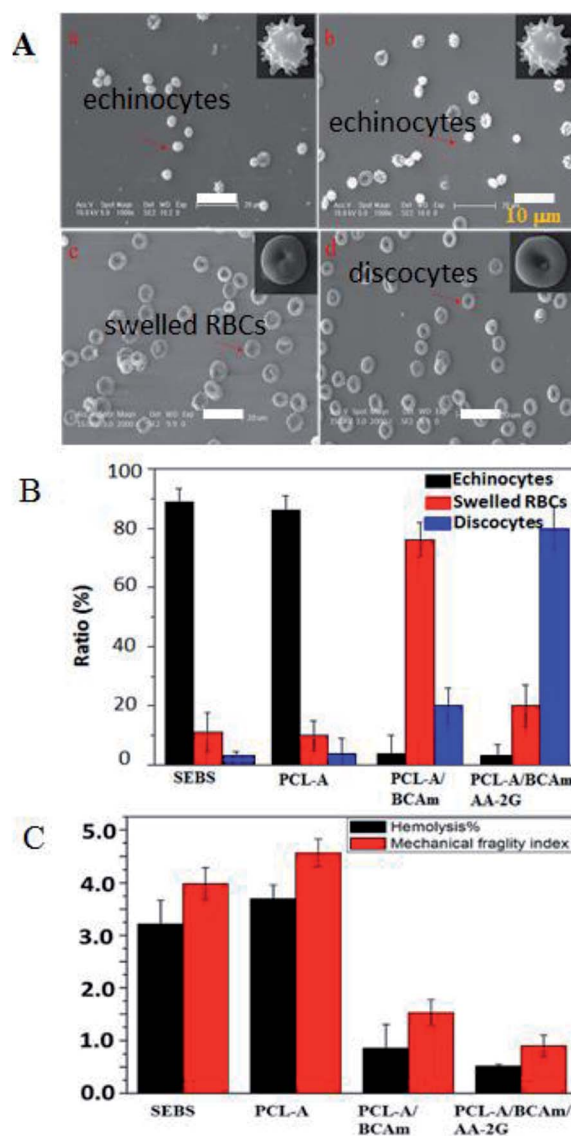 A
a
b
echinocytes
echinocytes
10 μm
c
d
discocytes
swelled RBCs
B
100
80
60
40
20
0
Ratio (%)
Echinocytes
Swelled RBCs
Discocytes
SEBS
PCL-A
PCL-A/
BCAm
PCL-A/BCAm
AA-2G
C
5.0
4.0
3.0
2.0
1.0
0.0
Hemolysis%
Mechanical fraglity index
SEBS
PCL-A
PCL-A/
BCAm
PCL-A/BCAm/
AA-2G